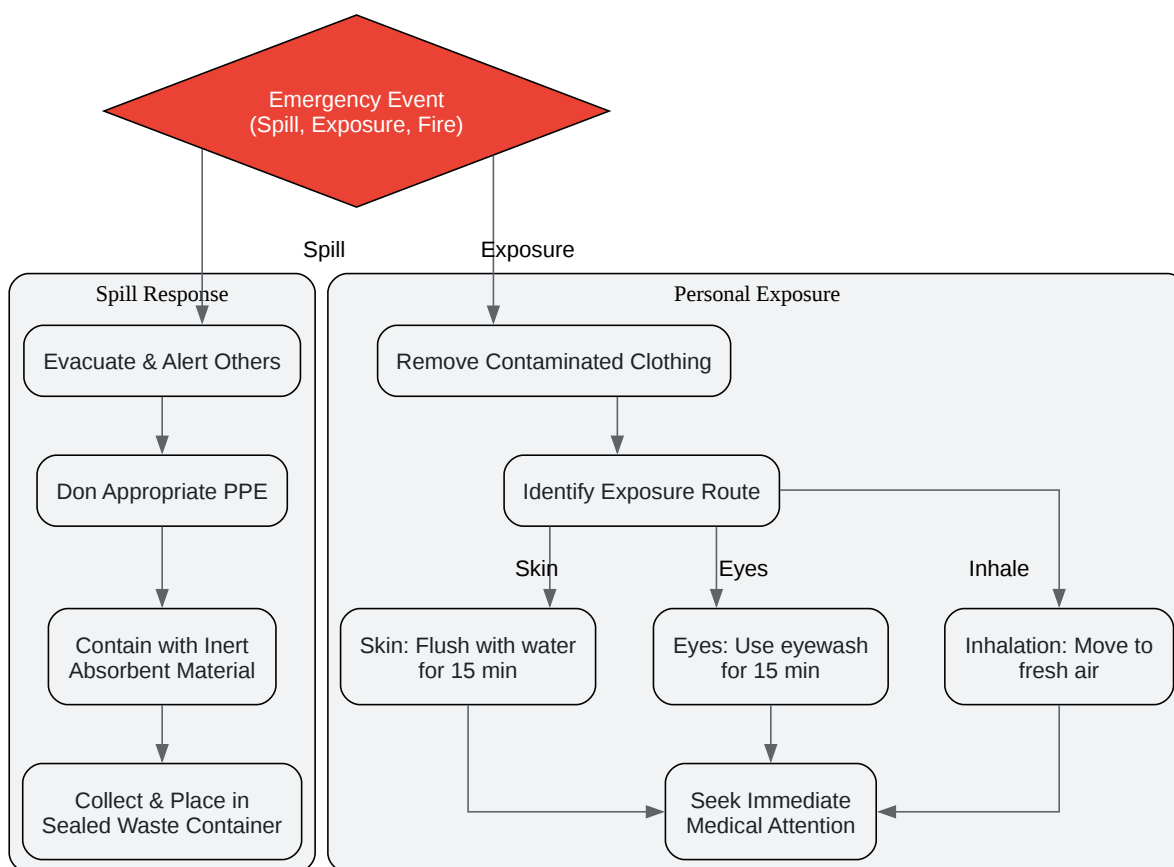 Emergency Event
(Spill, Exposure, Fire)
Spill
Exposure
Spill Response
Personal Exposure
Evacuate & Alert Others
Remove Contaminated Clothing
Don Appropriate PPE
Identify Exposure Route
Skin
Eyes
Inhale
Contain with Inert
Absorbent Material
Skin: Flush with water
for 15 min
Eyes: Use eyewash
for 15 min
Inhalation: Move to
fresh air
Collect & Place in
Sealed Waste Container
Seek Immediate
Medical Attention